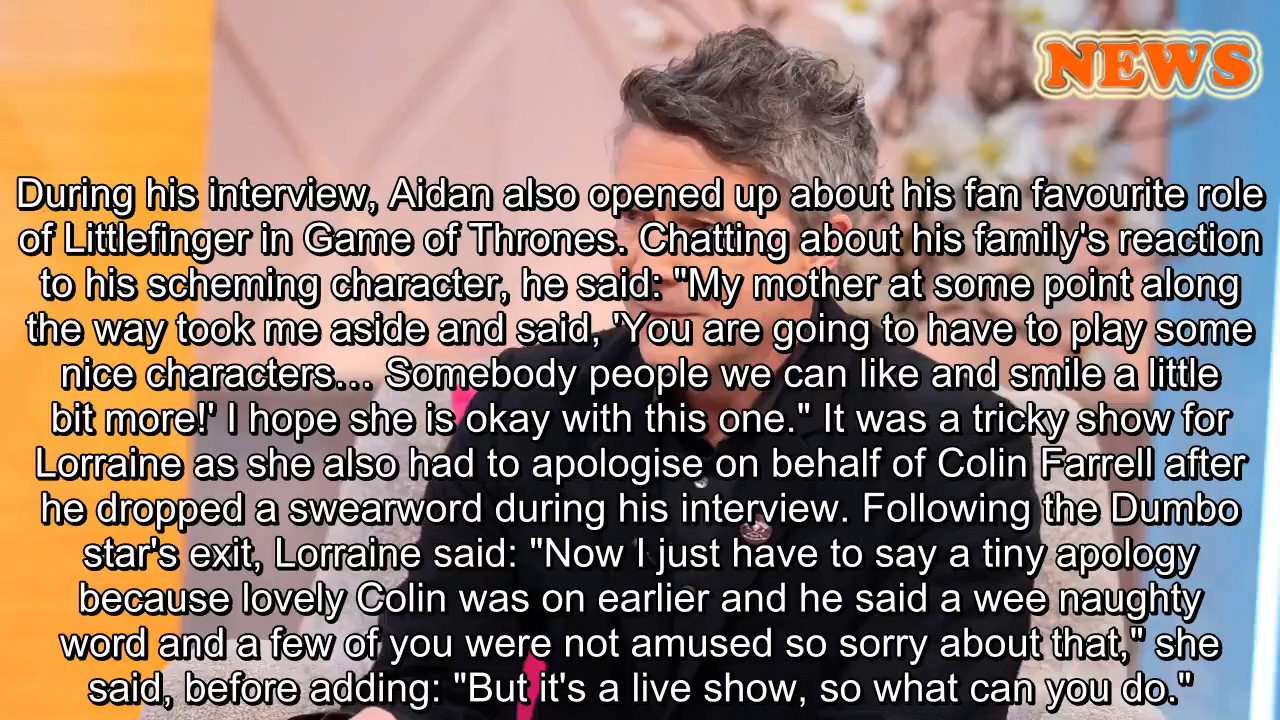 NEWS
During his interview, Aidan also opened up about his fan favourite role
of Littlefinger in Game of Thrones. Chatting about his family's reaction
to his scheming character, he said: "My mother at some point along
the way took me aside and said, 'You are going to have to play some
nice characters… Somebody people we can like and smile a little
bit more!' I hope she is okay with this one." It was a tricky show for
Lorraine as she also had to apologise on behalf of Colin Farrell after
he dropped a swearword during his interview. Following the Dumbo
star's exit, Lorraine said: "Now I just have to say a tiny apology
because lovely Colin was on earlier and he said a wee naughty
word and a few of you were not amused so sorry about that," she
said, before adding: "But it's a live show, so what can you do."